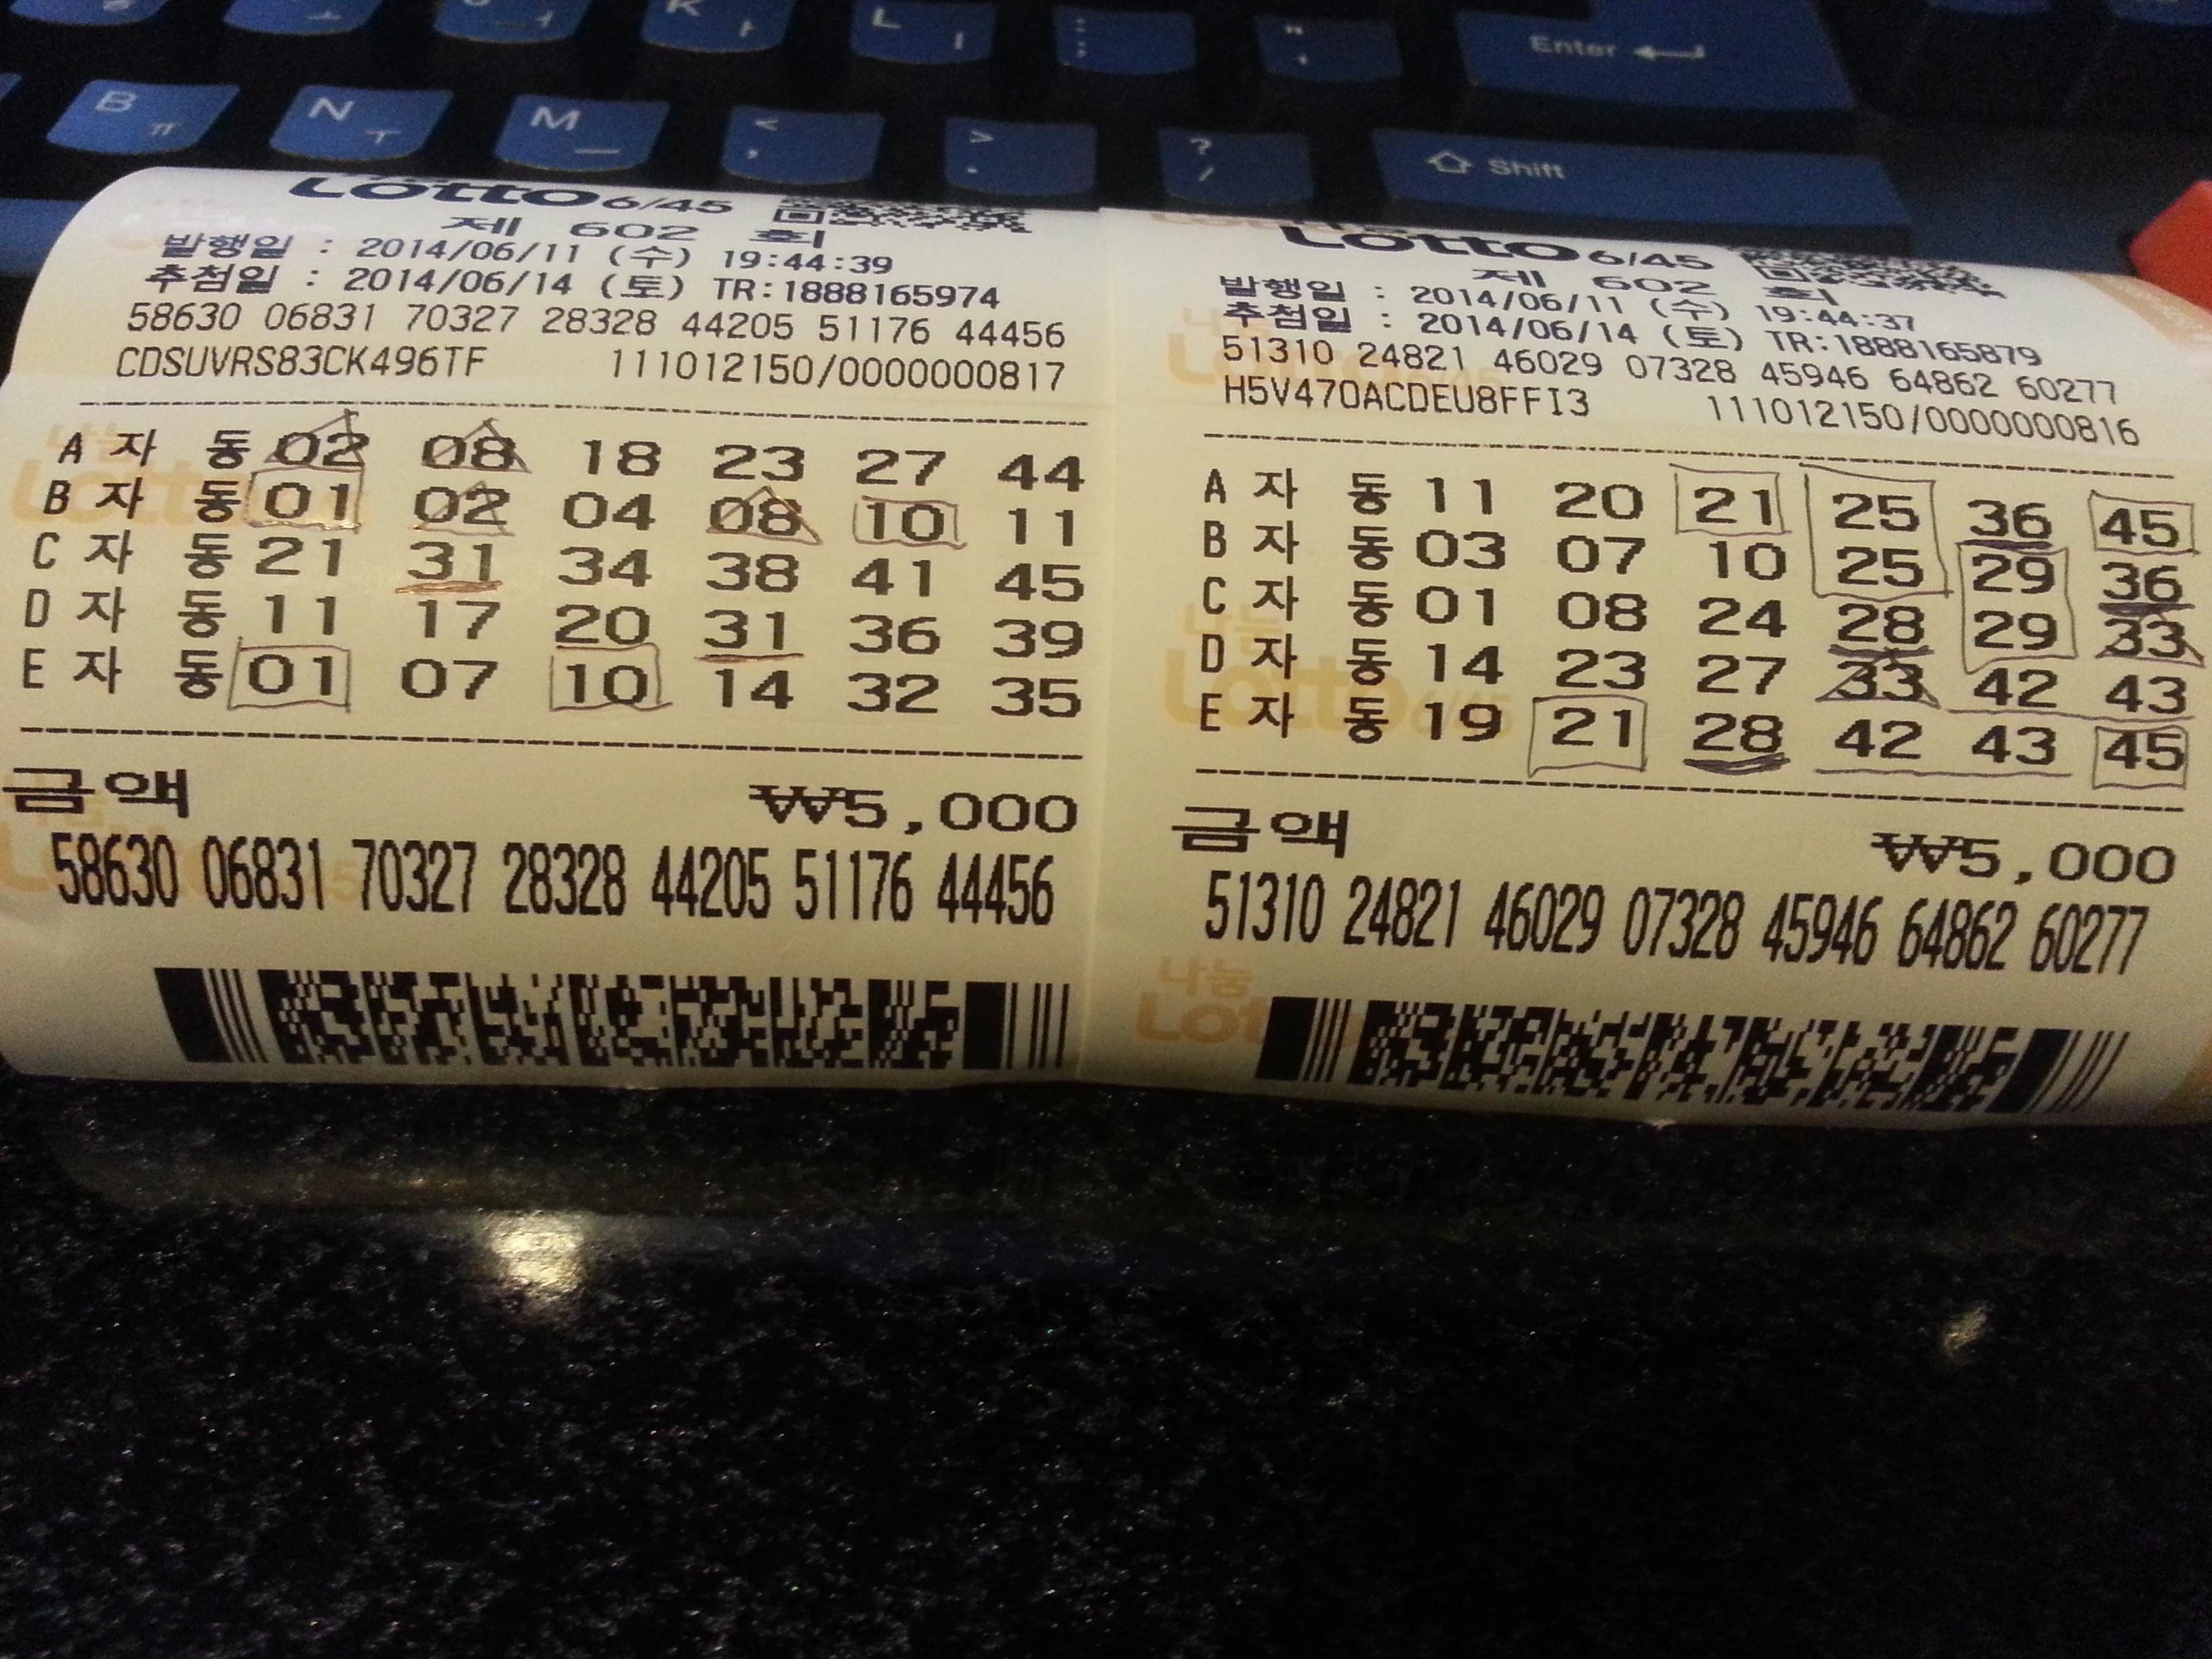 K ㅏ
L ㅣ
Enter
B ㅠ
N ㅜ
M ㅡ
< ,
> .
? /
Shift
Lotto 6/45
제 602 회
발행일 : 2014/06/11 (수) 19:44:39
추첨일 : 2014/06/14 (토) TR:1888165974
58630 06831 70327 28328 44205 51176 44456
CDSUVRS83CK496TF 111012150/0000000817
A 자 동 02 08 18 23 27 44
B 자 동 01 02 04 08 10 11
C 자 동 21 31 34 38 41 45
D 자 동 11 17 20 31 36 39
E 자 동 01 07 10 14 32 35
금액 ₩5,000
58630 06831 70327 28328 44205 51176 44456
Lotto 6/45
제 602 회
발행일 : 2014/06/11 (수) 19:44:37
추첨일 : 2014/06/14 (토) TR:1888165879
51310 24821 46029 07328 45946 64862 60277
H5V470ACDEU8FFI3 111012150/0000000816
A 자 동 11 20 21 25 36 45
B 자 동 03 07 10 25 29 36
C 자 동 01 08 24 28 29 33
D 자 동 14 23 27 33 42 43
E 자 동 19 21 28 42 43 45
금액 ₩5,000
51310 24821 46029 07328 45946 64862 60277
나눔
Lot